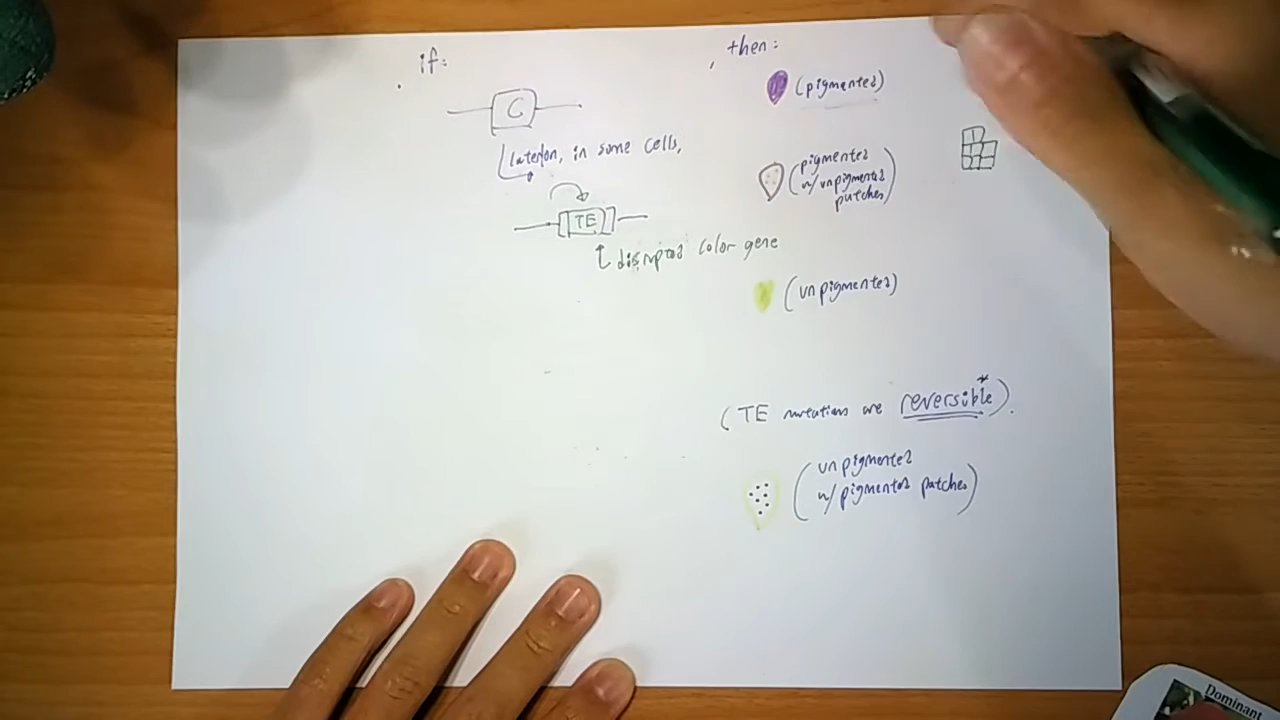 if:
, then:
C
(pigmented)
Later on, in some cells,
pigmented
w/ unpigmented
patches
TE
disrupted color gene
(unpigmented)
(TE mutations are reversible*).
unpigmented
w/ pigmented patches
Dominant